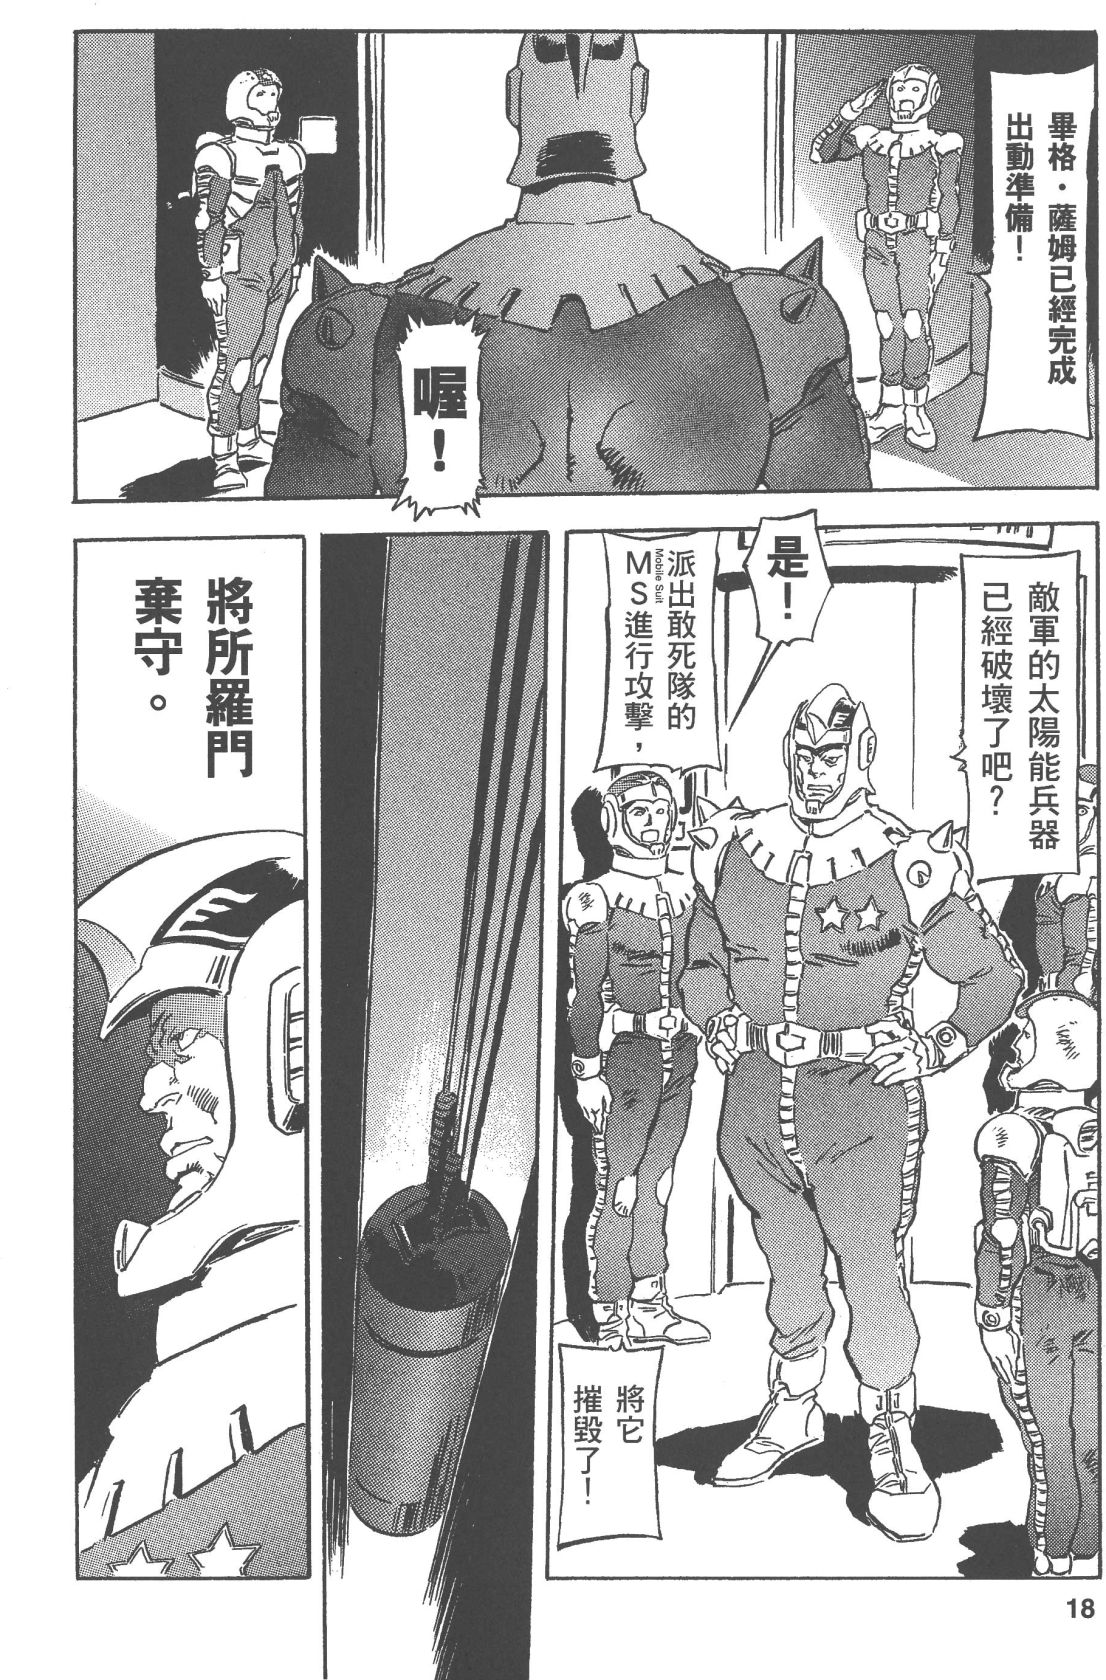 畢格・薩姆已經完成
出動準備！
喔！
敵軍的太陽能兵器
已經破壞了吧？
是！
派出敢死隊的
Mobile Suit
ＭＳ進行攻擊，
將它
摧毀了！
將所羅門
棄守。
18